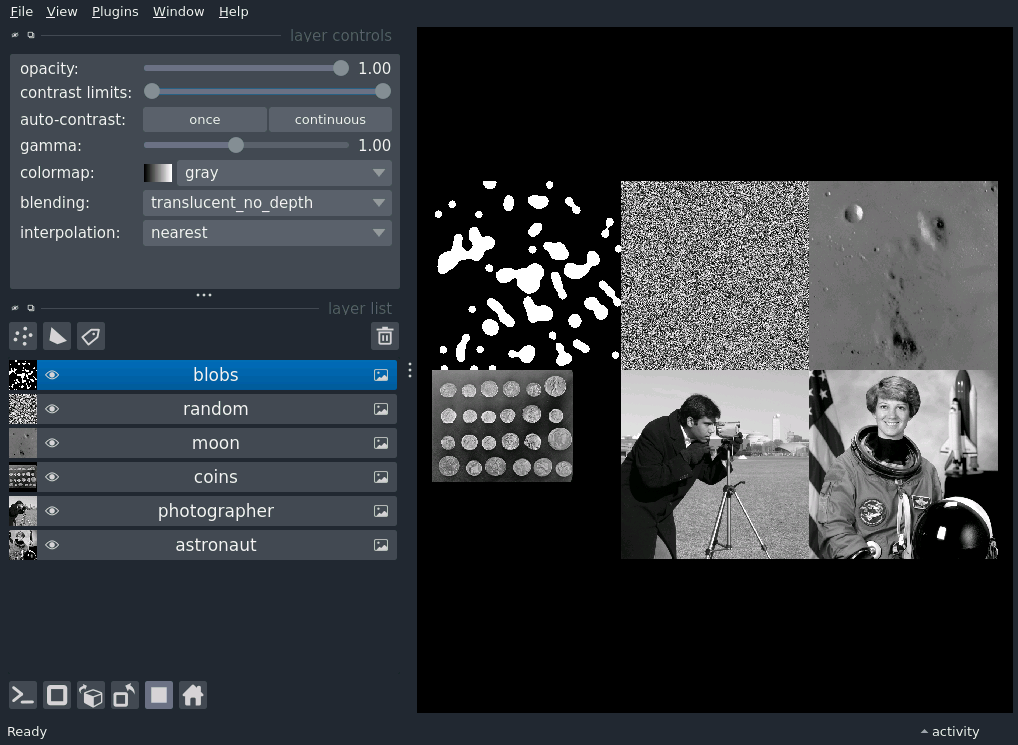 File View Plugins Window Help
layer controls
opacity: 1.00
contrast limits:
auto-contrast: once continuous
gamma: 1.00
colormap: gray
blending: translucent_no_depth
interpolation: nearest
layer list
blobs
random
moon
coins
photographer
astronaut
Ready activity